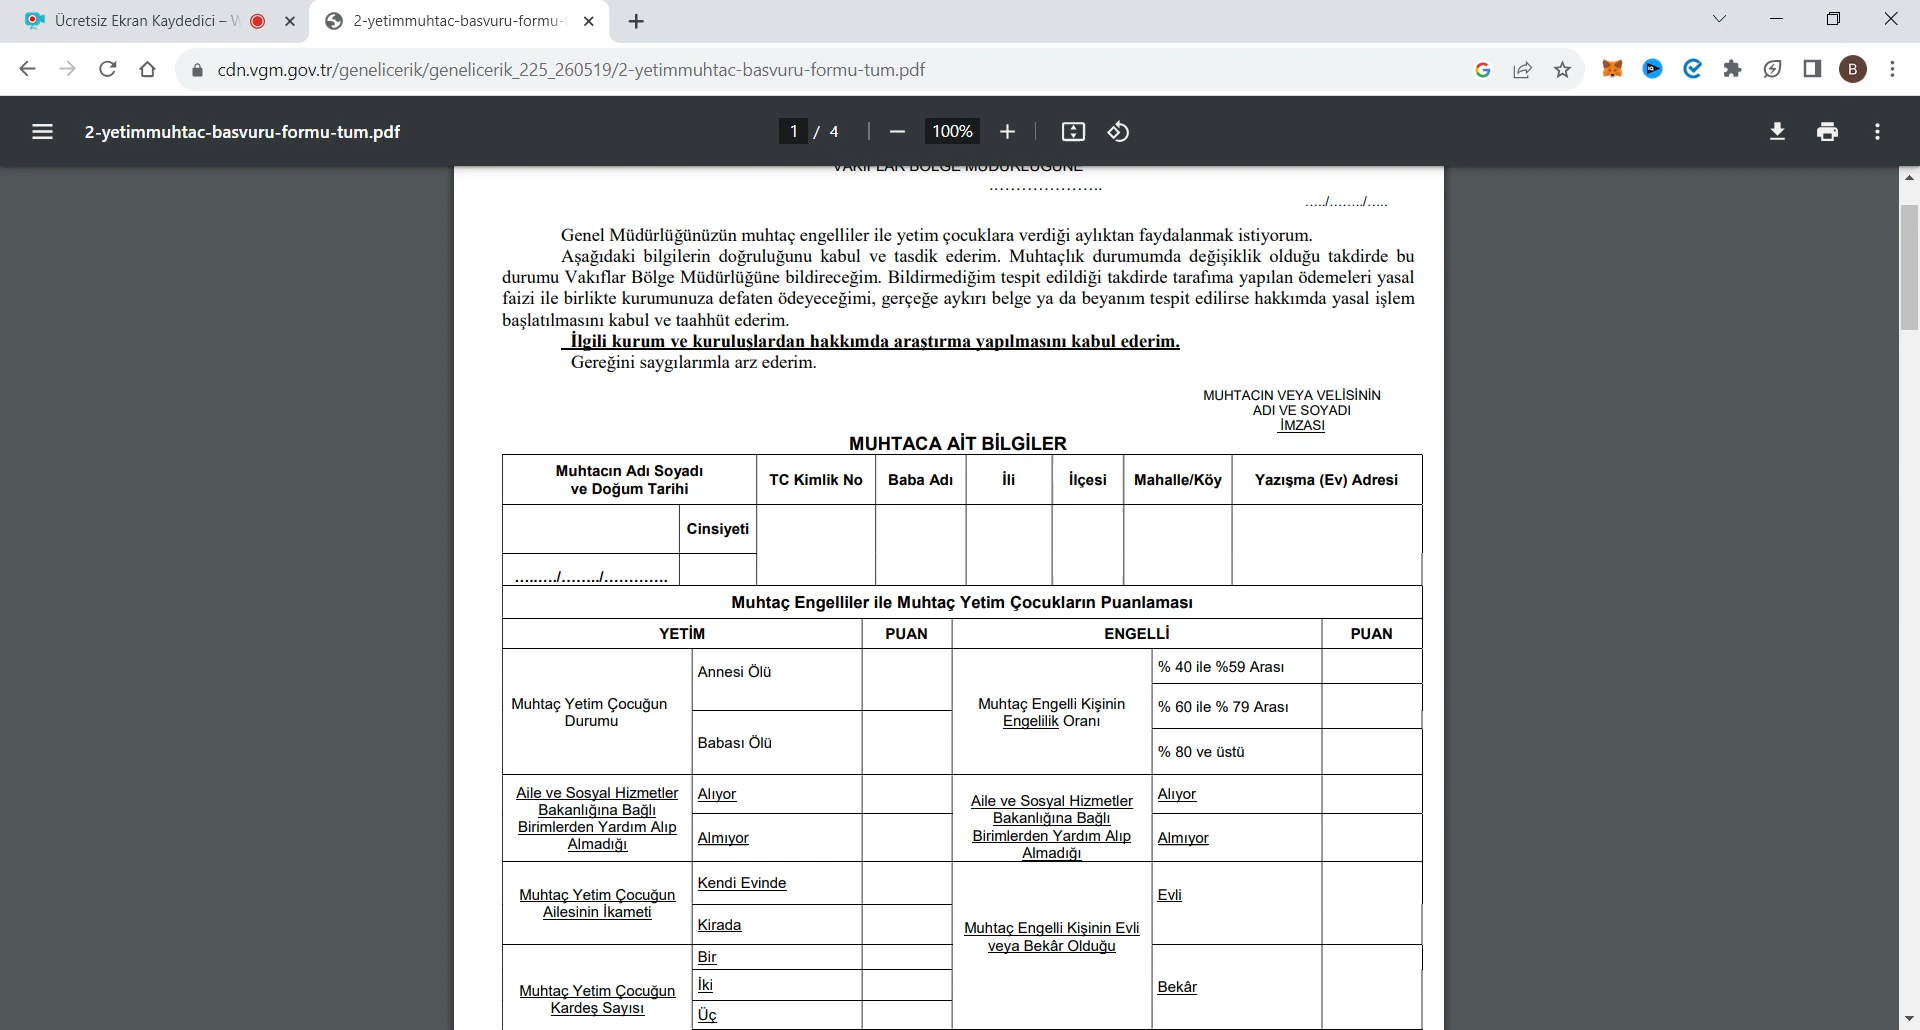 Ücretsiz Ekran Kaydedici –
2-yetimmuhtac-basvuru-formu-
cdn.vgm.gov.tr/genelicerik/genelicerik_225_260519/2-yetimmuhtac-basvuru-formu-tum.pdf
B
2-yetimmuhtac-basvuru-formu-tum.pdf
1 / 4
100%
VAKIFLAR BÖLGE MÜDÜRLÜĞÜNE
…………………..
...../......../.....
Genel Müdürlüğünüzün muhtaç engelliler ile yetim çocuklara verdiği aylıktan faydalanmak istiyorum.
Aşağıdaki bilgilerin doğruluğunu kabul ve tasdik ederim. Muhtaçlık durumumda değişiklik olduğu takdirde bu
durumu Vakıflar Bölge Müdürlüğüne bildireceğim. Bildirmediğim tespit edildiği takdirde tarafıma yapılan ödemeleri yasal
faizi ile birlikte kurumunuza defaten ödeyeceğimi, gerçeğe aykırı belge ya da beyanım tespit edilirse hakkımda yasal işlem
başlatılmasını kabul ve taahhüt ederim.
İlgili kurum ve kuruluşlardan hakkımda araştırma yapılmasını kabul ederim.
Gereğini saygılarımla arz ederim.
MUHTACIN VEYA VELİSİNİN
ADI VE SOYADI
İMZASI
MUHTACA AİT BİLGİLER
Muhtacın Adı Soyadı
ve Doğum Tarihi
TC Kimlik No
Baba Adı
İli
İlçesi
Mahalle/Köy
Yazışma (Ev) Adresi
Cinsiyeti
........./......../.............
Muhtaç Engelliler ile Muhtaç Yetim Çocukların Puanlaması
YETİM
PUAN
ENGELLİ
PUAN
Muhtaç Yetim Çocuğun
Durumu
Annesi Ölü
Babası Ölü
Muhtaç Engelli Kişinin
Engelilik Oranı
% 40 ile %59 Arası
% 60 ile % 79 Arası
% 80 ve üstü
Aile ve Sosyal Hizmetler
Bakanlığına Bağlı
Birimlerden Yardım Alıp
Almadığı
Alıyor
Almıyor
Aile ve Sosyal Hizmetler
Bakanlığına Bağlı
Birimlerden Yardım Alıp
Almadığı
Alıyor
Almıyor
Muhtaç Yetim Çocuğun
Ailesinin İkameti
Kendi Evinde
Kirada
Muhtaç Engelli Kişinin Evli
veya Bekâr Olduğu
Evli
Bekâr
Muhtaç Yetim Çocuğun
Kardeş Sayısı
Bir
İki
Üç